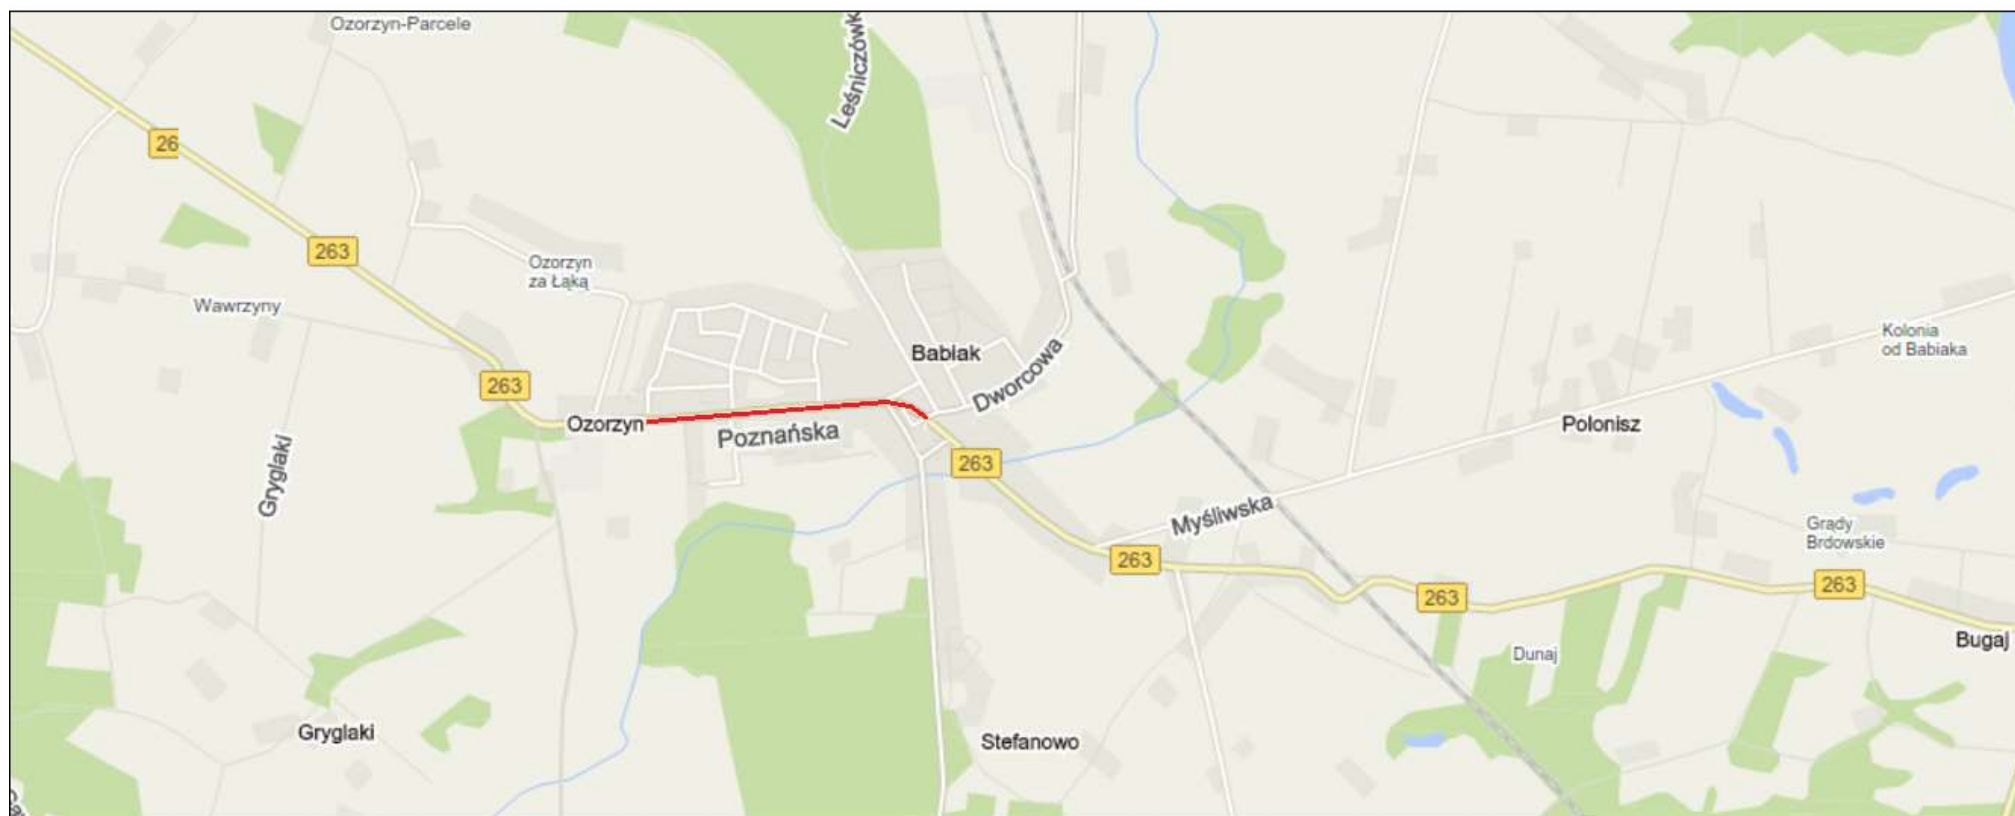 Ozorzyn-Parcele
Leśniczówk
26
263
Ozorzyn
za Łąką
Wawrzyny
Babiak
Kolonia
od Babiaka
263
Dworcowa
Ozorzyn
Poznańska
Polonisz
263
Gryglaki
Myśliwska
Grądy
Brdowskie
263
263
263
Bugaj
Dunaj
Gryglaki
Stefanowo